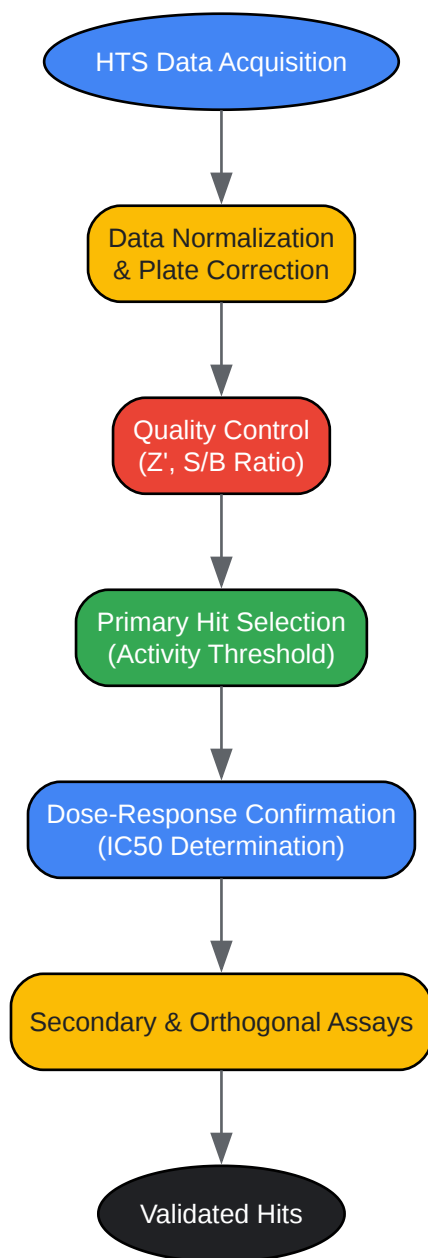 HTS Data Acquisition
Data Normalization
& Plate Correction
Quality Control
(Z', S/B Ratio)
Primary Hit Selection
(Activity Threshold)
Dose-Response Confirmation
(IC50 Determination)
Secondary & Orthogonal Assays
Validated Hits